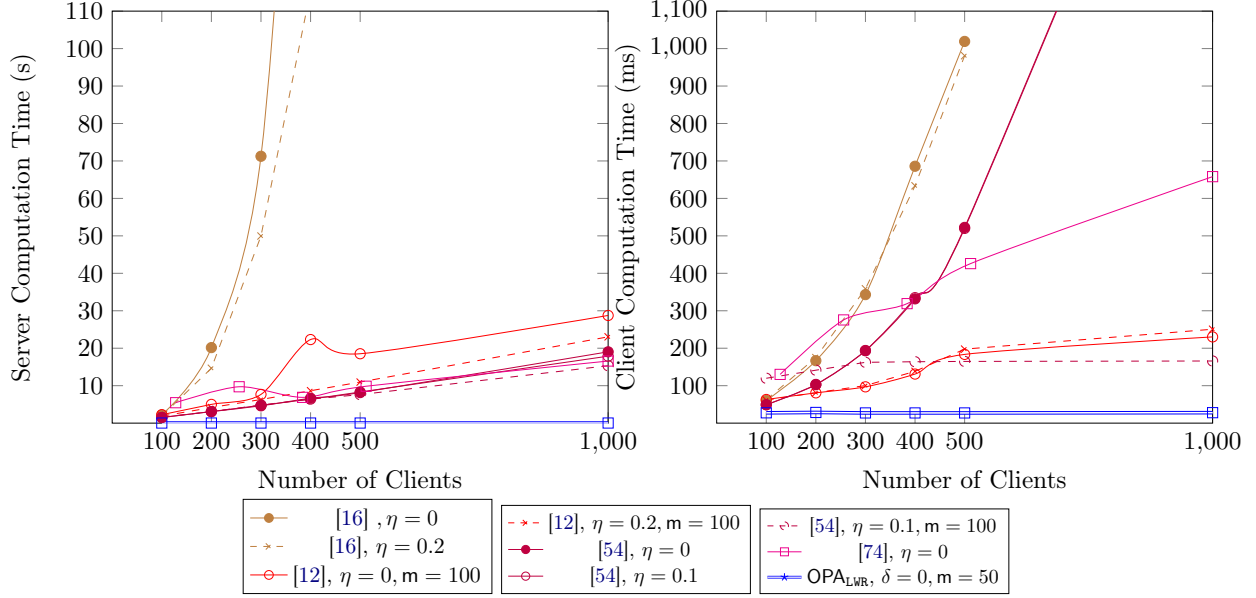 110
100
90
80
70
60
50
40
30
20
10
100 200 300 400 500 1,000
Server Computation Time (s)
Number of Clients
1,100
1,000
900
800
700
600
500
400
300
200
100
100 200 300 400 500 1,000
Client Computation Time (ms)
Number of Clients
[16] , η = 0
[16], η = 0.2
[12], η = 0, m = 100
[12], η = 0.2, m = 100
[54], η = 0
[54], η = 0.1
[54], η = 0.1, m = 100
[74], η = 0
OPA_LWR, δ = 0, m = 50